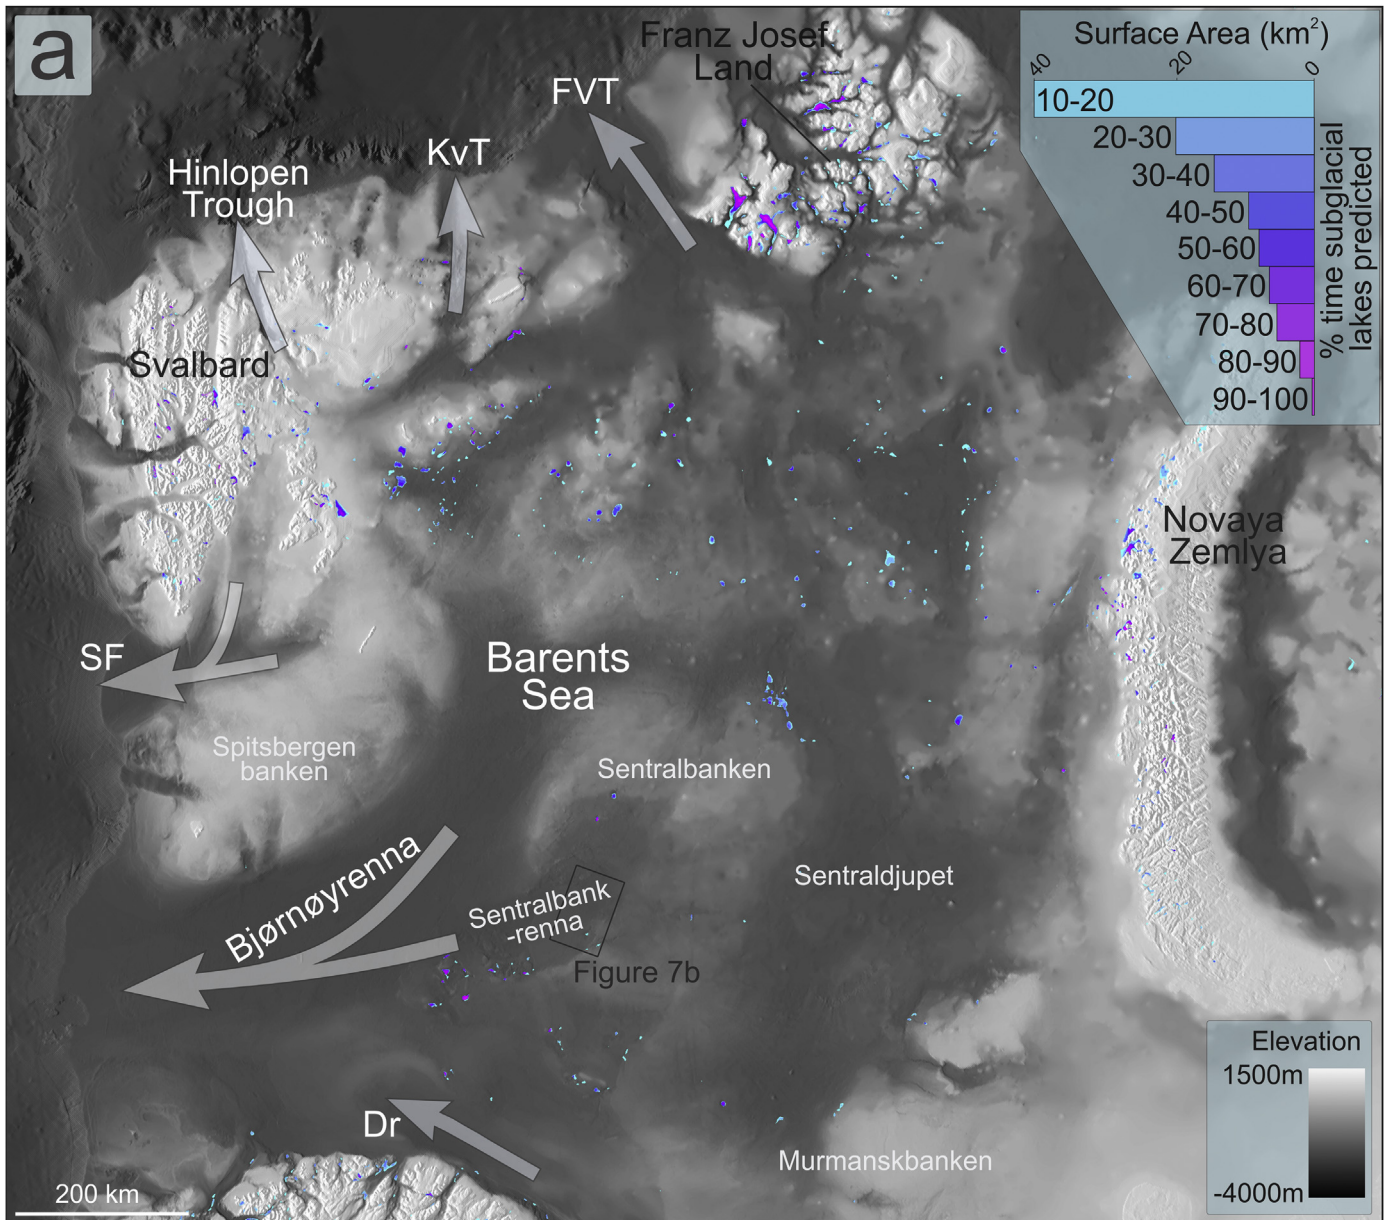 a
Franz Josef
Land
FVT
KvT
Hinlopen
Trough
Svalbard
Surface Area (km²)
40
20
0
10-20
20-30
30-40
40-50
50-60
60-70
70-80
80-90
90-100
% time subglacial
lakes predicted
Novaya
Zemlya
SF
Barents
Sea
Spitsbergen
banken
Sentralbanken
Bjørnøyrenna
Sentralbank
-renna
Sentraldjupet
Figure 7b
Dr
Murmanskbanken
200 km
Elevation
1500m
-4000m